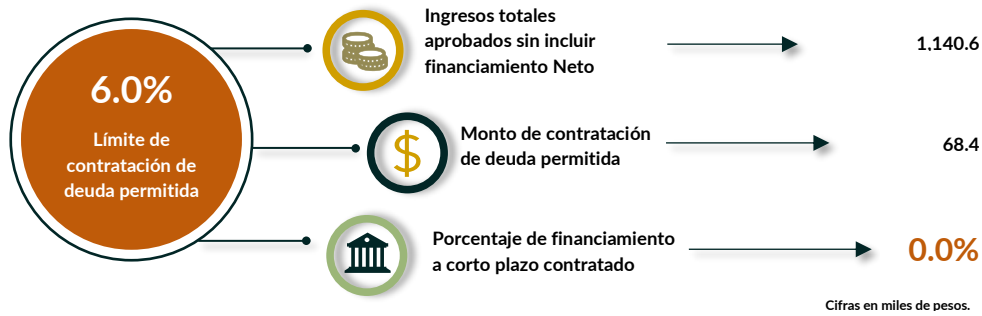 6.0%
Límite de
contratación de
deuda permitida
Ingresos totales
aprobados sin incluir
financiamiento Neto
1,140.6
$
Monto de contratación
de deuda permitida
68.4
Porcentaje de financiamiento
a corto plazo contratado
0.0%
Cifras en miles de pesos.